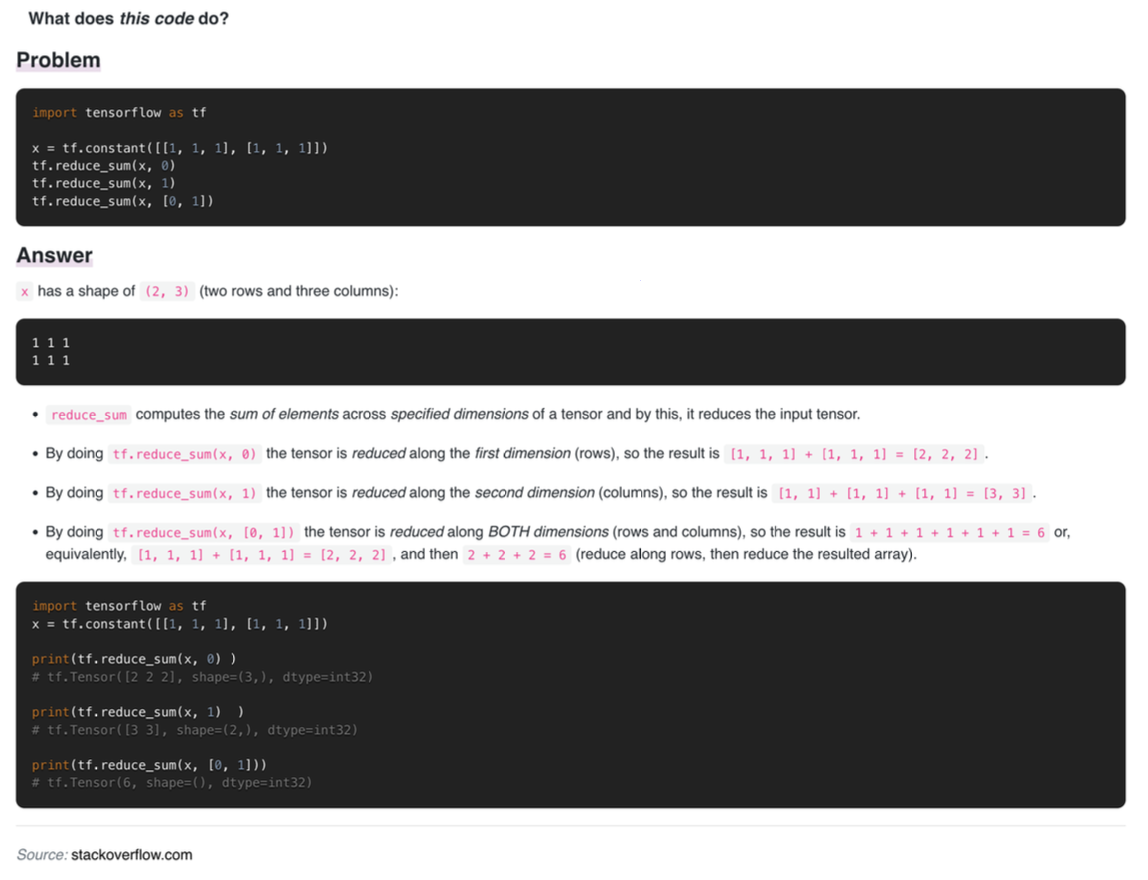 What does this code do?
Problem
import tensorflow as tf
x = tf.constant([[1, 1, 1], [1, 1, 1]])
tf.reduce_sum(x, 0)
tf.reduce_sum(x, 1)
tf.reduce_sum(x, [0, 1])
Answer
x has a shape of (2, 3) (two rows and three columns):
1 1 1
1 1 1
• reduce_sum computes the sum of elements across specified dimensions of a tensor and by this, it reduces the input tensor.
• By doing tf.reduce_sum(x, 0) the tensor is reduced along the first dimension (rows), so the result is [1, 1, 1] + [1, 1, 1] = [2, 2, 2] .
• By doing tf.reduce_sum(x, 1) the tensor is reduced along the second dimension (columns), so the result is [1, 1] + [1, 1] + [1, 1] = [3, 3] .
• By doing tf.reduce_sum(x, [0, 1]) the tensor is reduced along BOTH dimensions (rows and columns), so the result is 1 + 1 + 1 + 1 + 1 + 1 = 6 or,
equivalently, [1, 1, 1] + [1, 1, 1] = [2, 2, 2] , and then 2 + 2 + 2 = 6 (reduce along rows, then reduce the resulted array).
import tensorflow as tf
x = tf.constant([[1, 1, 1], [1, 1, 1]])
print(tf.reduce_sum(x, 0) )
# tf.Tensor([2 2 2], shape=(3,), dtype=int32)
print(tf.reduce_sum(x, 1)  )
# tf.Tensor([3 3], shape=(2,), dtype=int32)
print(tf.reduce_sum(x, [0, 1]))
# tf.Tensor(6, shape=(), dtype=int32)
Source: stackoverflow.com